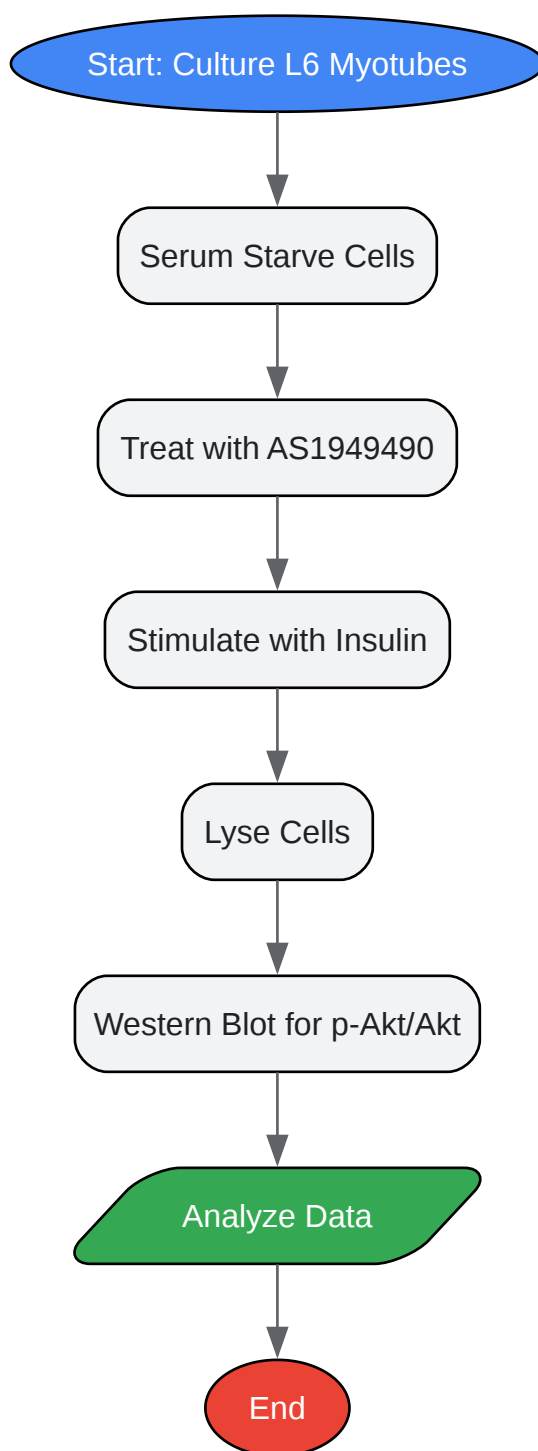 Start: Culture L6 Myotubes
Serum Starve Cells
Treat with AS1949490
Stimulate with Insulin
Lyse Cells
Western Blot for p-Akt/Akt
Analyze Data
End